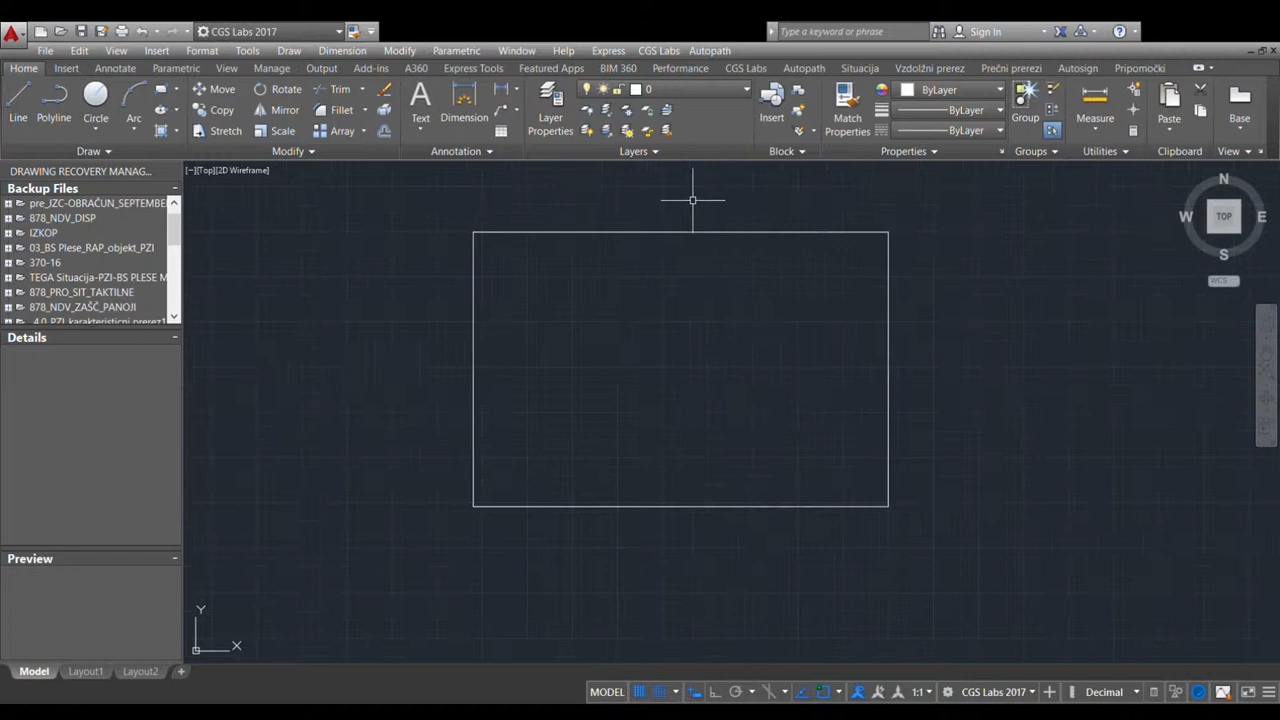 CGS Labs 2017
Type a keyword or phrase
Sign In
File Edit View Insert Format Tools Draw Dimension Modify Parametric Window Help Express CGS Labs Autopath
Home Insert Annotate Parametric View Manage Output Add-ins A360 Express Tools Featured Apps BIM 360 Performance CGS Labs Autopath Situacija Vzdolžni prerez Prečni prerezi Autosign Pripomočki
Line Polyline Circle Arc
Move Rotate Trim
Copy Mirror Fillet
Stretch Scale Array
Text Dimension
Layer Properties
0
Insert
Match Properties
ByLayer
ByLayer
ByLayer
Group
Measure
Paste
Base
Draw Modify Annotation Layers Block Properties Groups Utilities Clipboard View
DRAWING RECOVERY MANAG...
Backup Files
pre_JZC-OBRAČUN_SEPTEMBE
878_NDV_DISP
IZKOP
03_BS Plese_RAP_objekt_PZI
370-16
TEGA Situacija-PZI-BS PLESE M
878_PRO_SIT_TAKTILNE
878_NDV_ZAŠČ_PANOJI
4.0_PZI karakteristicni prerez1
Details
Preview
[−][Top][2D Wireframe]
N
W TOP E
S
WCS
Y
X
Model Layout1 Layout2 +
MODEL 1:1 CGS Labs 2017 Decimal